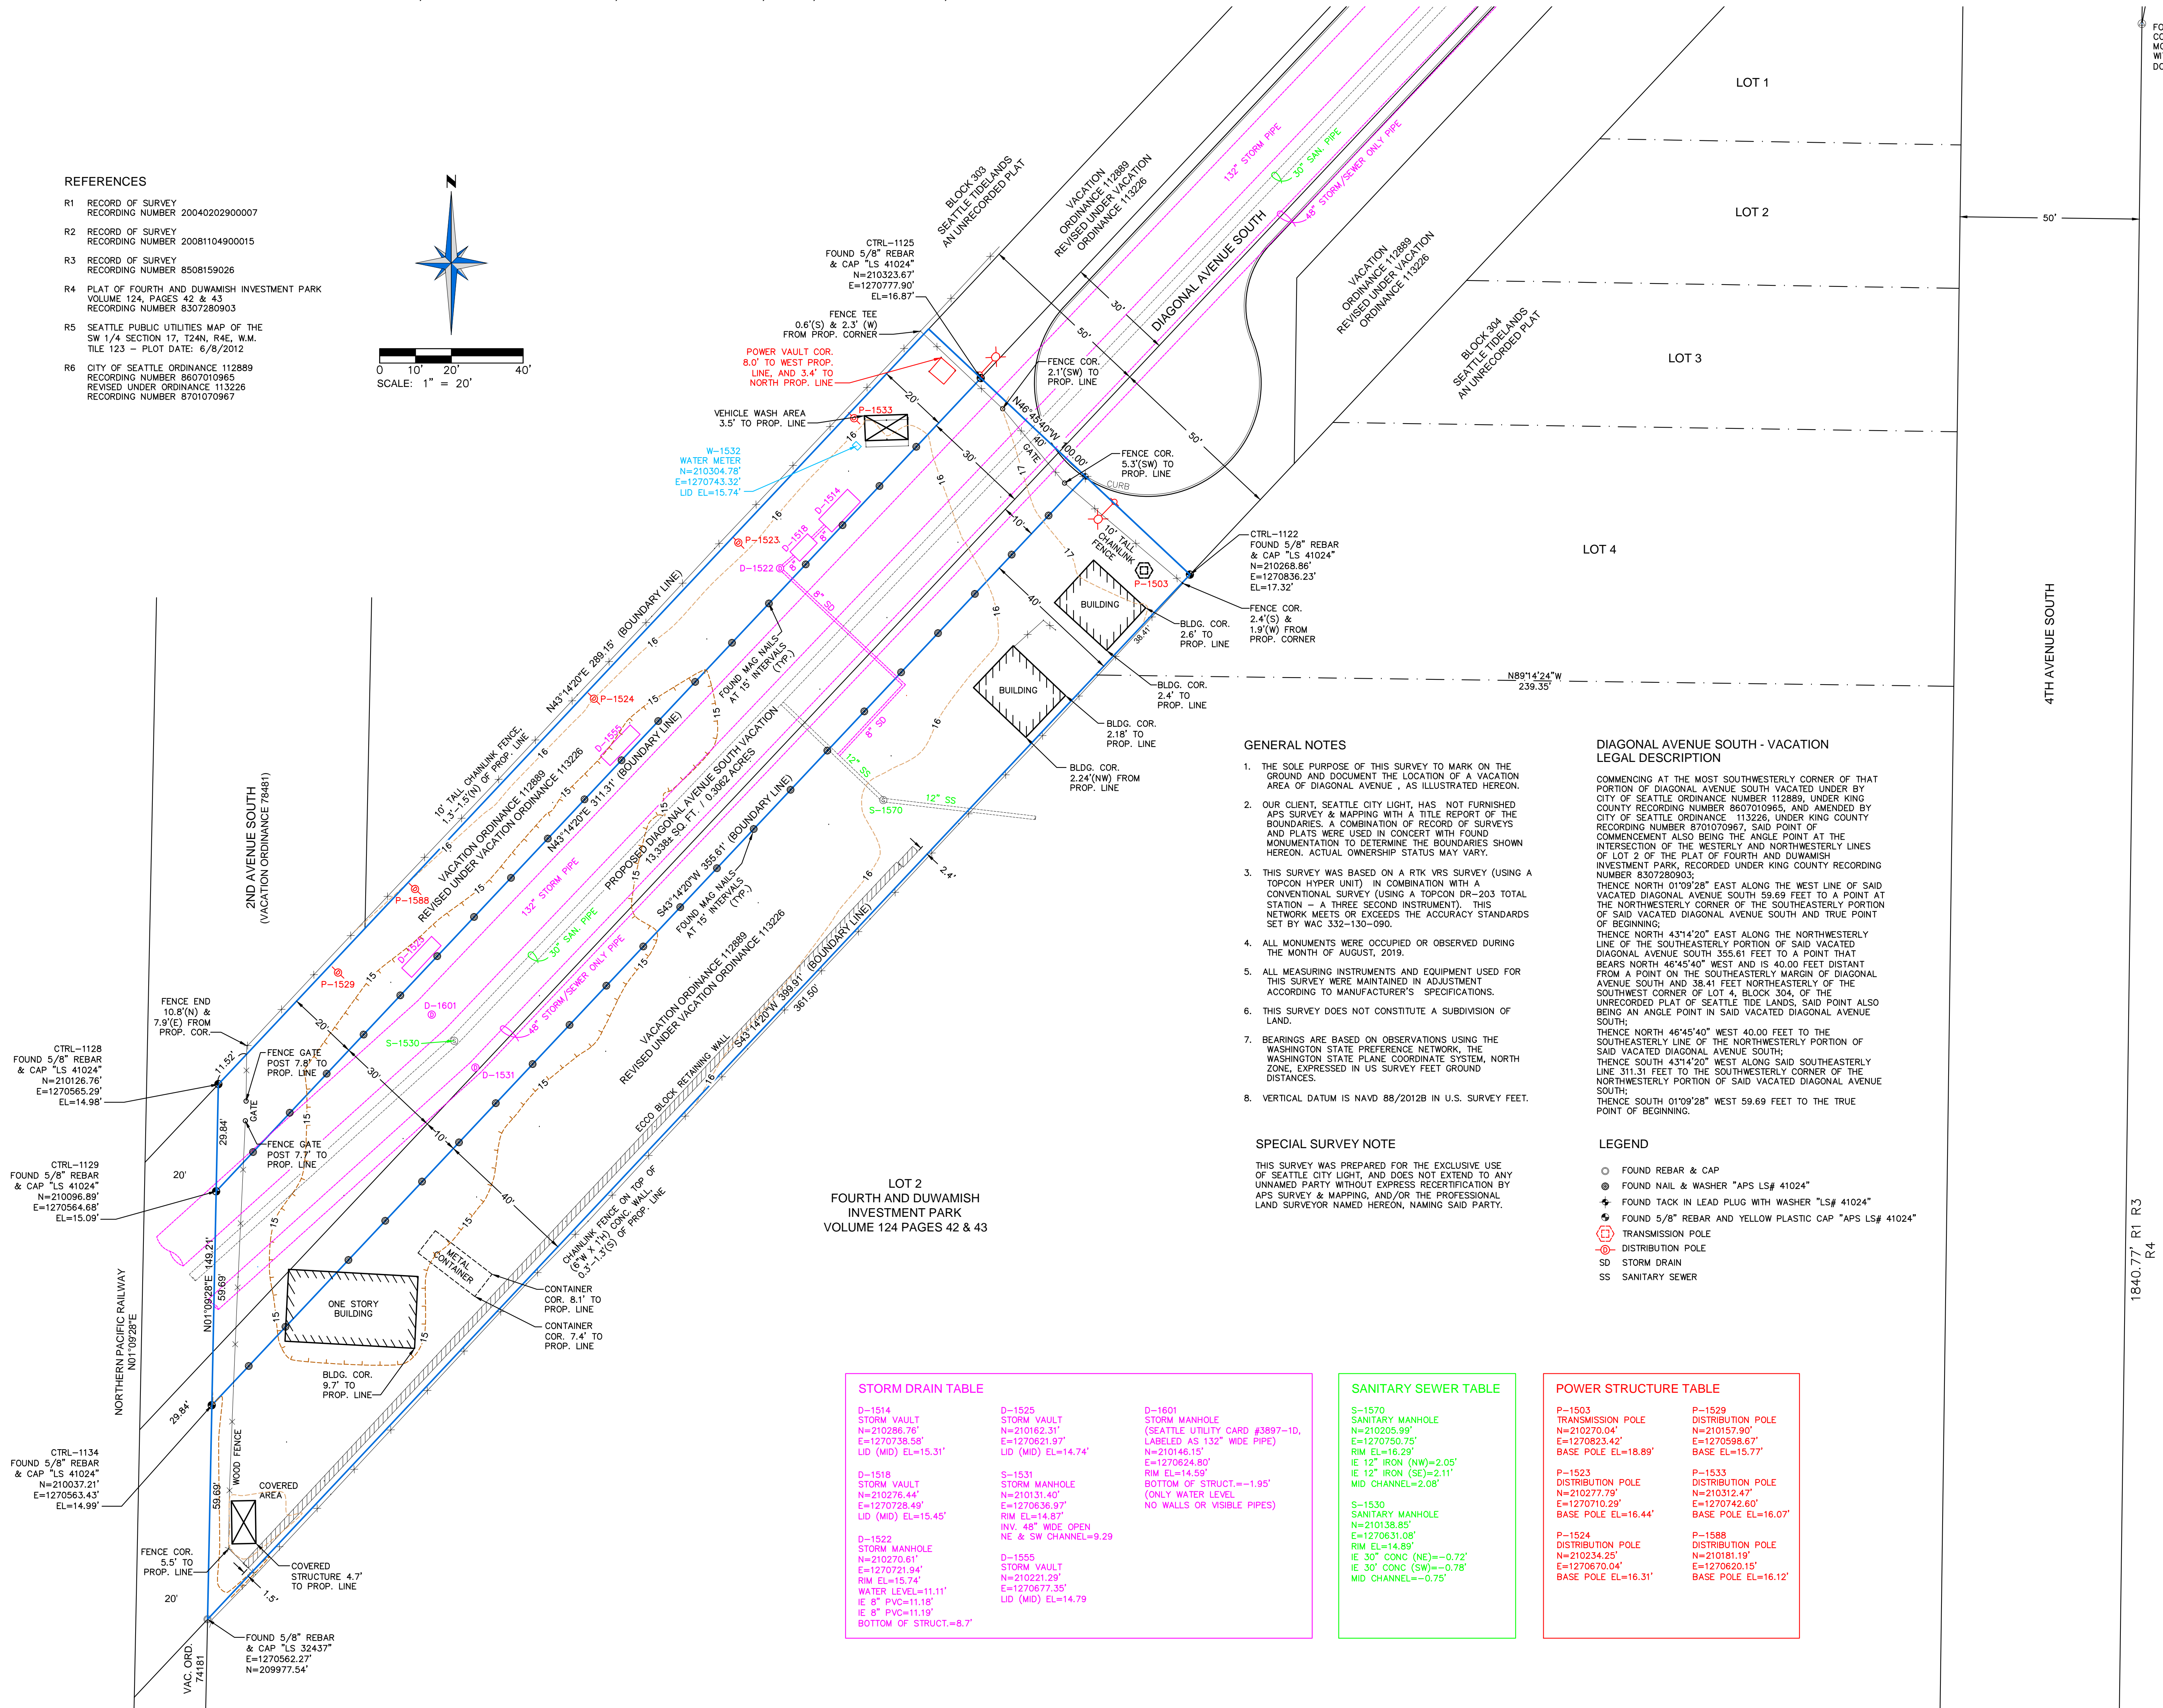 REFERENCES
R1 RECORD OF SURVEY
RECORDING NUMBER 20040202900007
R2 RECORD OF SURVEY
RECORDING NUMBER 20081104900015
R3 RECORD OF SURVEY
RECORDING NUMBER 8508159026
R4 PLAT OF FOURTH AND DUWAMISH INVESTMENT PARK
VOLUME 124, PAGES 42 & 43
RECORDING NUMBER 8307280903
R5 SEATTLE PUBLIC UTILITIES MAP OF THE
SW 1/4 SECTION 17, T24N, R4E, W.M.
TILE 123 – PLOT DATE: 6/8/2012
R6 CITY OF SEATTLE ORDINANCE 112889
RECORDING NUMBER 8607010965
REVISED UNDER ORDINANCE 113226
RECORDING NUMBER 8701070967
N
0 10' 20' 40'
SCALE: 1" = 20'
BLOCK 303
SEATTLE TIDELANDS
AN UNRECORDED PLAT
VACATION
ORDINANCE 112889
REVISED UNDER VACATION
ORDINANCE 113226
132" STORM PIPE
30" SAN. PIPE
48" STORM/SEWER ONLY PIPE
DIAGONAL AVENUE SOUTH
VACATION
ORDINANCE 112889
REVISED UNDER VACATION
ORDINANCE 113226
BLOCK 304
SEATTLE TIDELANDS
AN UNRECORDED PLAT
LOT 1
LOT 2
LOT 3
LOT 4
50'
4TH AVENUE SOUTH
1840.77' R1 R3
R4
N89°14'24"W
239.35'
CTRL-1125
FOUND 5/8" REBAR
& CAP "LS 41024"
N=210323.67'
E=1270777.90'
EL=16.87'
FENCE TEE
0.6'(S) & 2.3' (W)
FROM PROP. CORNER
POWER VAULT COR.
8.0' TO WEST PROP.
LINE, AND 3.4' TO
NORTH PROP. LINE
VEHICLE WASH AREA
3.5' TO PROP. LINE
P-1533
W-1532
WATER METER
N=210304.78'
E=1270743.32'
LID EL=15.74'
30'
50'
50'
FENCE COR.
2.1'(SW) TO
PROP. LINE
N46°45'40"W 100.00'
40'
GATE
FENCE COR.
5.3'(SW) TO
PROP. LINE
CURB
20'
30'
10'
40'
10' TALL
CHAINLINK
FENCE
P-1503
CTRL-1122
FOUND 5/8" REBAR
& CAP "LS 41024"
N=210268.86'
E=1270836.23'
EL=17.32'
FENCE COR.
2.4'(S) &
1.9'(W) FROM
PROP. CORNER
BUILDING
BLDG. COR.
2.6' TO
PROP. LINE
38.41'
BUILDING
BLDG. COR.
2.4' TO
PROP. LINE
BLDG. COR.
2.18' TO
PROP. LINE
BLDG. COR.
2.24'(NW) FROM
PROP. LINE
D-1514
D-1518
8"
8"
D-1522
P-1523
8" SD
8" SD
12" SS
12" SS
S-1570
P-1524
D-1555
N43°14'20"E 289.15' (BOUNDARY LINE)
10' TALL CHAINLINK FENCE,
1.3'-1.5'(N) OF PROP. LINE
VACATION ORDINANCE 112889
REVISED UNDER VACATION ORDINANCE 113226
N43°14'20"E 311.31' (BOUNDARY LINE)
FOUND MAG NAILS
AT 15' INTERVALS
(TYP.)
PROPOSED DIAGONAL AVENUE SOUTH VACATION
13,338± SQ. FT. / 0.3062 ACRES
S43°14'20"W 355.61' (BOUNDARY LINE)
FOUND MAG NAILS
AT 15' INTERVALS
(TYP.)
132" STORM PIPE
30" SAN. PIPE
48" STORM/SEWER ONLY PIPE
VACATION ORDINANCE 112889
REVISED UNDER VACATION ORDINANCE 113226
ECCO BLOCK RETAINING WALL
S43°14'20"W 399.91' (BOUNDARY LINE)
361.50'
2.4'
CHAINLINK FENCE ON TOP OF
(6"W X 1'H) CONC. WALL,
0.3'-1.3'(S) OF PROP. LINE
2ND AVENUE SOUTH
(VACATION ORDINANCE 78481)
P-1588
D-1525
P-1529
D-1601
S-1530
D-1531
FENCE END
10.8'(N) &
7.9'(E) FROM
PROP. COR.
11.52'
CTRL-1128
FOUND 5/8" REBAR
& CAP "LS 41024"
N=210126.76'
E=1270565.29'
EL=14.98'
FENCE GATE
POST 7.8' TO
PROP. LINE
GATE
FENCE GATE
POST 7.7' TO
PROP. LINE
29.84'
20'
30'
10'
40'
20'
CTRL-1129
FOUND 5/8" REBAR
& CAP "LS 41024"
N=210096.89'
E=1270564.68'
EL=15.09'
NORTHERN PACIFIC RAILWAY
N01°09'28"E
N01°09'28"E 149.21'
59.69'
ONE STORY
BUILDING
METAL
CONTAINER
CONTAINER
COR. 8.1' TO
PROP. LINE
CONTAINER
COR. 7.4' TO
PROP. LINE
BLDG. COR.
9.7' TO
PROP. LINE
29.84'
CTRL-1134
FOUND 5/8" REBAR
& CAP "LS 41024"
N=210037.21'
E=1270563.43'
EL=14.99'
59.69'
WOOD FENCE
COVERED
AREA
FENCE COR.
5.5' TO
PROP. LINE
COVERED
STRUCTURE 4.7'
TO PROP. LINE
1.5'
20'
VAC. ORD.
74181
FOUND 5/8" REBAR
& CAP "LS 32437"
E=1270562.27'
N=209977.54'
LOT 2
FOURTH AND DUWAMISH
INVESTMENT PARK
VOLUME 124 PAGES 42 & 43
GENERAL NOTES
1. THE SOLE PURPOSE OF THIS SURVEY TO MARK ON THE
GROUND AND DOCUMENT THE LOCATION OF A VACATION
AREA OF DIAGONAL AVENUE , AS ILLUSTRATED HEREON.
2. OUR CLIENT, SEATTLE CITY LIGHT, HAS NOT FURNISHED
APS SURVEY & MAPPING WITH A TITLE REPORT OF THE
BOUNDARIES. A COMBINATION OF RECORD OF SURVEYS
AND PLATS WERE USED IN CONCERT WITH FOUND
MONUMENTATION TO DETERMINE THE BOUNDARIES SHOWN
HEREON. ACTUAL OWNERSHIP STATUS MAY VARY.
3. THIS SURVEY WAS BASED ON A RTK VRS SURVEY (USING A
TOPCON HYPER UNIT) IN COMBINATION WITH A
CONVENTIONAL SURVEY (USING A TOPCON DR-203 TOTAL
STATION – A THREE SECOND INSTRUMENT). THIS
NETWORK MEETS OR EXCEEDS THE ACCURACY STANDARDS
SET BY WAC 332-130-090.
4. ALL MONUMENTS WERE OCCUPIED OR OBSERVED DURING
THE MONTH OF AUGUST, 2019.
5. ALL MEASURING INSTRUMENTS AND EQUIPMENT USED FOR
THIS SURVEY WERE MAINTAINED IN ADJUSTMENT
ACCORDING TO MANUFACTURER'S SPECIFICATIONS.
6. THIS SURVEY DOES NOT CONSTITUTE A SUBDIVISION OF
LAND.
7. BEARINGS ARE BASED ON OBSERVATIONS USING THE
WASHINGTON STATE PREFERENCE NETWORK, THE
WASHINGTON STATE PLANE COORDINATE SYSTEM, NORTH
ZONE, EXPRESSED IN US SURVEY FEET GROUND
DISTANCES.
8. VERTICAL DATUM IS NAVD 88/2012B IN U.S. SURVEY FEET.
SPECIAL SURVEY NOTE
THIS SURVEY WAS PREPARED FOR THE EXCLUSIVE USE
OF SEATTLE CITY LIGHT, AND DOES NOT EXTEND TO ANY
UNNAMED PARTY WITHOUT EXPRESS RECERTIFICATION BY
APS SURVEY & MAPPING, AND/OR THE PROFESSIONAL
LAND SURVEYOR NAMED HEREON, NAMING SAID PARTY.
DIAGONAL AVENUE SOUTH - VACATION
LEGAL DESCRIPTION
COMMENCING AT THE MOST SOUTHWESTERLY CORNER OF THAT
PORTION OF DIAGONAL AVENUE SOUTH VACATED UNDER BY
CITY OF SEATTLE ORDINANCE NUMBER 112889, UNDER KING
COUNTY RECORDING NUMBER 8607010965, AND AMENDED BY
CITY OF SEATTLE ORDINANCE 113226, UNDER KING COUNTY
RECORDING NUMBER 8701070967, SAID POINT OF
COMMENCEMENT ALSO BEING THE ANGLE POINT AT THE
INTERSECTION OF THE WESTERLY AND NORTHWESTERLY LINES
OF LOT 2 OF THE PLAT OF FOURTH AND DUWAMISH
INVESTMENT PARK, RECORDED UNDER KING COUNTY RECORDING
NUMBER 8307280903;
THENCE NORTH 01°09'28" EAST ALONG THE WEST LINE OF SAID
VACATED DIAGONAL AVENUE SOUTH 59.69 FEET TO A POINT AT
THE NORTHWESTERLY CORNER OF THE SOUTHEASTERLY PORTION
OF SAID VACATED DIAGONAL AVENUE SOUTH AND TRUE POINT
OF BEGINNING;
THENCE NORTH 43°14'20" EAST ALONG THE NORTHWESTERLY
LINE OF THE SOUTHEASTERLY PORTION OF SAID VACATED
DIAGONAL AVENUE SOUTH 355.61 FEET TO A POINT THAT
BEARS NORTH 46°45'40" WEST AND IS 40.00 FEET DISTANT
FROM A POINT ON THE SOUTHEASTERLY MARGIN OF DIAGONAL
AVENUE SOUTH AND 38.41 FEET NORTHEASTERLY OF THE
SOUTHWEST CORNER OF LOT 4, BLOCK 304, OF THE
UNRECORDED PLAT OF SEATTLE TIDE LANDS, SAID POINT ALSO
BEING AN ANGLE POINT IN SAID VACATED DIAGONAL AVENUE
SOUTH;
THENCE NORTH 46°45'40" WEST 40.00 FEET TO THE
SOUTHEASTERLY LINE OF THE NORTHWESTERLY PORTION OF
SAID VACATED DIAGONAL AVENUE SOUTH;
THENCE SOUTH 43°14'20" WEST ALONG SAID SOUTHEASTERLY
LINE 311.31 FEET TO THE SOUTHWESTERLY CORNER OF THE
NORTHWESTERLY PORTION OF SAID VACATED DIAGONAL AVENUE
SOUTH;
THENCE SOUTH 01°09'28" WEST 59.69 FEET TO THE TRUE
POINT OF BEGINNING.
LEGEND
FOUND REBAR & CAP
FOUND NAIL & WASHER "APS LS# 41024"
FOUND TACK IN LEAD PLUG WITH WASHER "LS# 41024"
FOUND 5/8" REBAR AND YELLOW PLASTIC CAP "APS LS# 41024"
TRANSMISSION POLE
DISTRIBUTION POLE
SD STORM DRAIN
SS SANITARY SEWER
STORM DRAIN TABLE
D-1514
STORM VAULT
N=210286.76'
E=1270738.58'
LID (MID) EL=15.31'
D-1518
STORM VAULT
N=210276.44'
E=1270728.49'
LID (MID) EL=15.45'
D-1522
STORM MANHOLE
N=210270.61'
E=1270721.94'
RIM EL=15.74'
WATER LEVEL=11.11'
IE 8" PVC=11.18'
IE 8" PVC=11.19'
BOTTOM OF STRUCT.=8.7'
D-1525
STORM VAULT
N=210162.31'
E=1270621.97'
LID (MID) EL=14.74'
S-1531
STORM MANHOLE
N=210131.40'
E=1270636.97'
RIM EL=14.87'
INV. 48" WIDE OPEN
NE & SW CHANNEL=9.29
D-1555
STORM VAULT
N=210221.29'
E=1270677.35'
LID (MID) EL=14.79
D-1601
STORM MANHOLE
(SEATTLE UTILITY CARD #3897-1D,
LABELED AS 132" WIDE PIPE)
N=210146.15'
E=1270624.80'
RIM EL=14.59'
BOTTOM OF STRUCT.=-1.95'
(ONLY WATER LEVEL
NO WALLS OR VISIBLE PIPES)
SANITARY SEWER TABLE
S-1570
SANITARY MANHOLE
N=210205.99'
E=1270750.75'
RIM EL=16.29'
IE 12" IRON (NW)=2.05'
IE 12" IRON (SE)=2.11'
MID CHANNEL=2.08'
S-1530
SANITARY MANHOLE
N=210138.85'
E=1270631.08'
RIM EL=14.89'
IE 30" CONC (NE)=-0.72'
IE 30' CONC (SW)=-0.78'
MID CHANNEL=-0.75'
POWER STRUCTURE TABLE
P-1503
TRANSMISSION POLE
N=210270.04'
E=1270823.42'
BASE POLE EL=18.89'
P-1523
DISTRIBUTION POLE
N=210277.79'
E=1270710.29'
BASE POLE EL=16.44'
P-1524
DISTRIBUTION POLE
N=210234.25'
E=1270670.04'
BASE POLE EL=16.31'
P-1529
DISTRIBUTION POLE
N=210157.90'
E=1270598.67'
BASE EL=15.77'
P-1533
DISTRIBUTION POLE
N=210312.47'
E=1270742.60'
BASE POLE EL=16.07'
P-1588
DISTRIBUTION POLE
N=210181.19'
E=1270620.15'
BASE POLE EL=16.12'